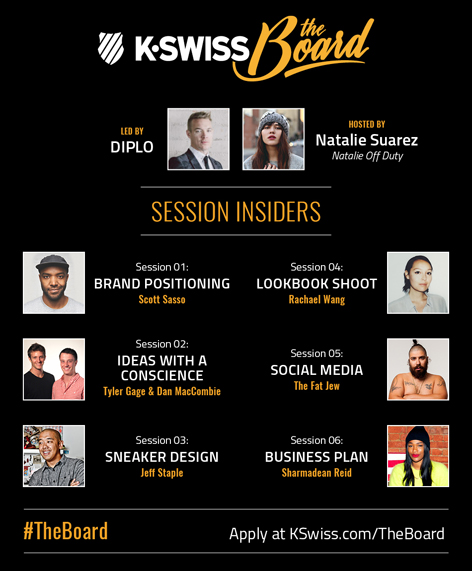 K·SWISS the Board
LED BY
DIPLO
HOSTED BY
Natalie Suarez
Natalie Off Duty
SESSION INSIDERS
Session 01:
BRAND POSITIONING
Scott Sasso
Session 04:
LOOKBOOK SHOOT
Rachael Wang
Session 02:
IDEAS WITH A
CONSCIENCE
Tyler Gage & Dan MacCombie
Session 05:
SOCIAL MEDIA
The Fat Jew
Session 03:
SNEAKER DESIGN
Jeff Staple
Session 06:
BUSINESS PLAN
Sharmadean Reid
#TheBoard
Apply at KSwiss.com/TheBoard